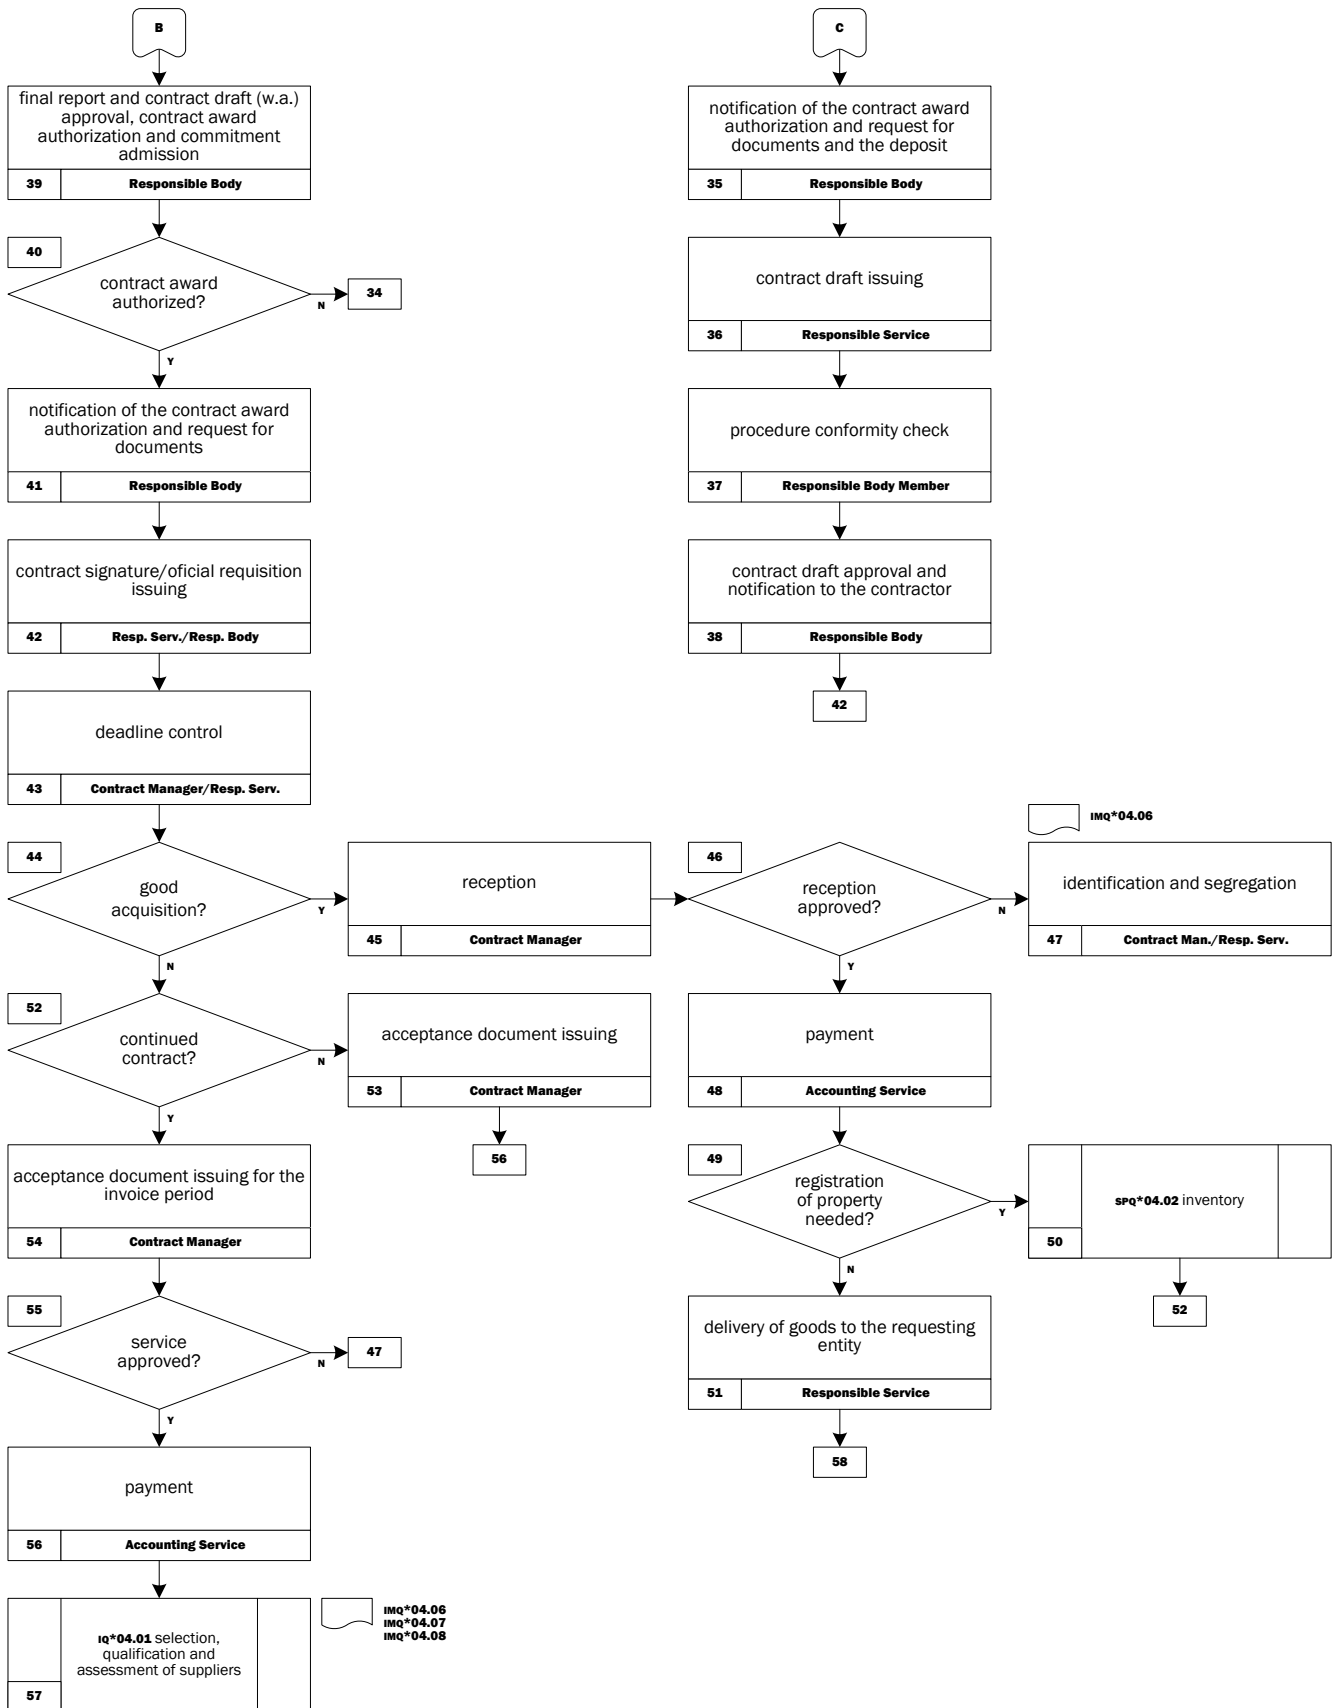 B
final report and contract draft (w.a.)
approval, contract award
authorization and commitment
admission
39
Responsible Body
40
contract award
authorized?
N
34
Y
notification of the contract award
authorization and request for
documents
41
Responsible Body
contract signature/oficial requisition
issuing
42
Resp. Serv./Resp. Body
deadline control
43
Contract Manager/Resp. Serv.
44
good
acquisition?
Y
N
reception
45
Contract Manager
52
continued
contract?
N
Y
acceptance document issuing
53
Contract Manager
56
acceptance document issuing for the
invoice period
54
Contract Manager
55
service
approved?
N
47
Y
payment
56
Accounting Service
IQ*04.01 selection,
qualification and
assessment of suppliers
57
IMQ*04.06
IMQ*04.07
IMQ*04.08
C
notification of the contract award
authorization and request for
documents and the deposit
35
Responsible Body
contract draft issuing
36
Responsible Service
procedure conformity check
37
Responsible Body Member
contract draft approval and
notification to the contractor
38
Responsible Body
42
46
reception
approved?
N
Y
IMQ*04.06
identification and segregation
47
Contract Man./Resp. Serv.
payment
48
Accounting Service
49
registration
of property
needed?
Y
N
SPQ*04.02 inventory
50
52
delivery of goods to the requesting
entity
51
Responsible Service
58